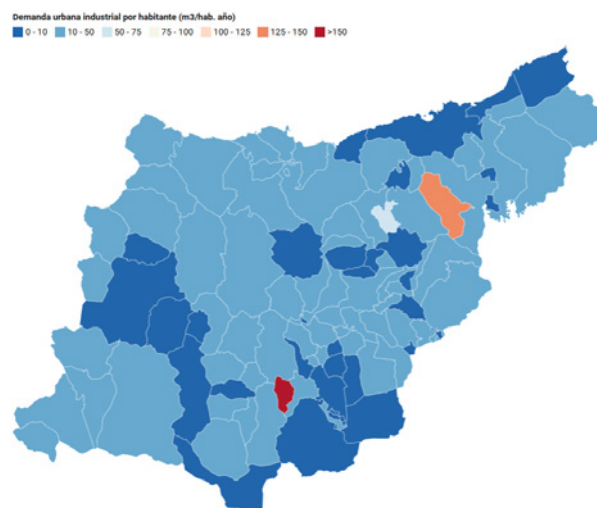 Demanda urbana industrial por habitante (m3/hab. año)
0 - 10 10 - 50 50 - 75 75 - 100 100 - 125 125 - 150 >150